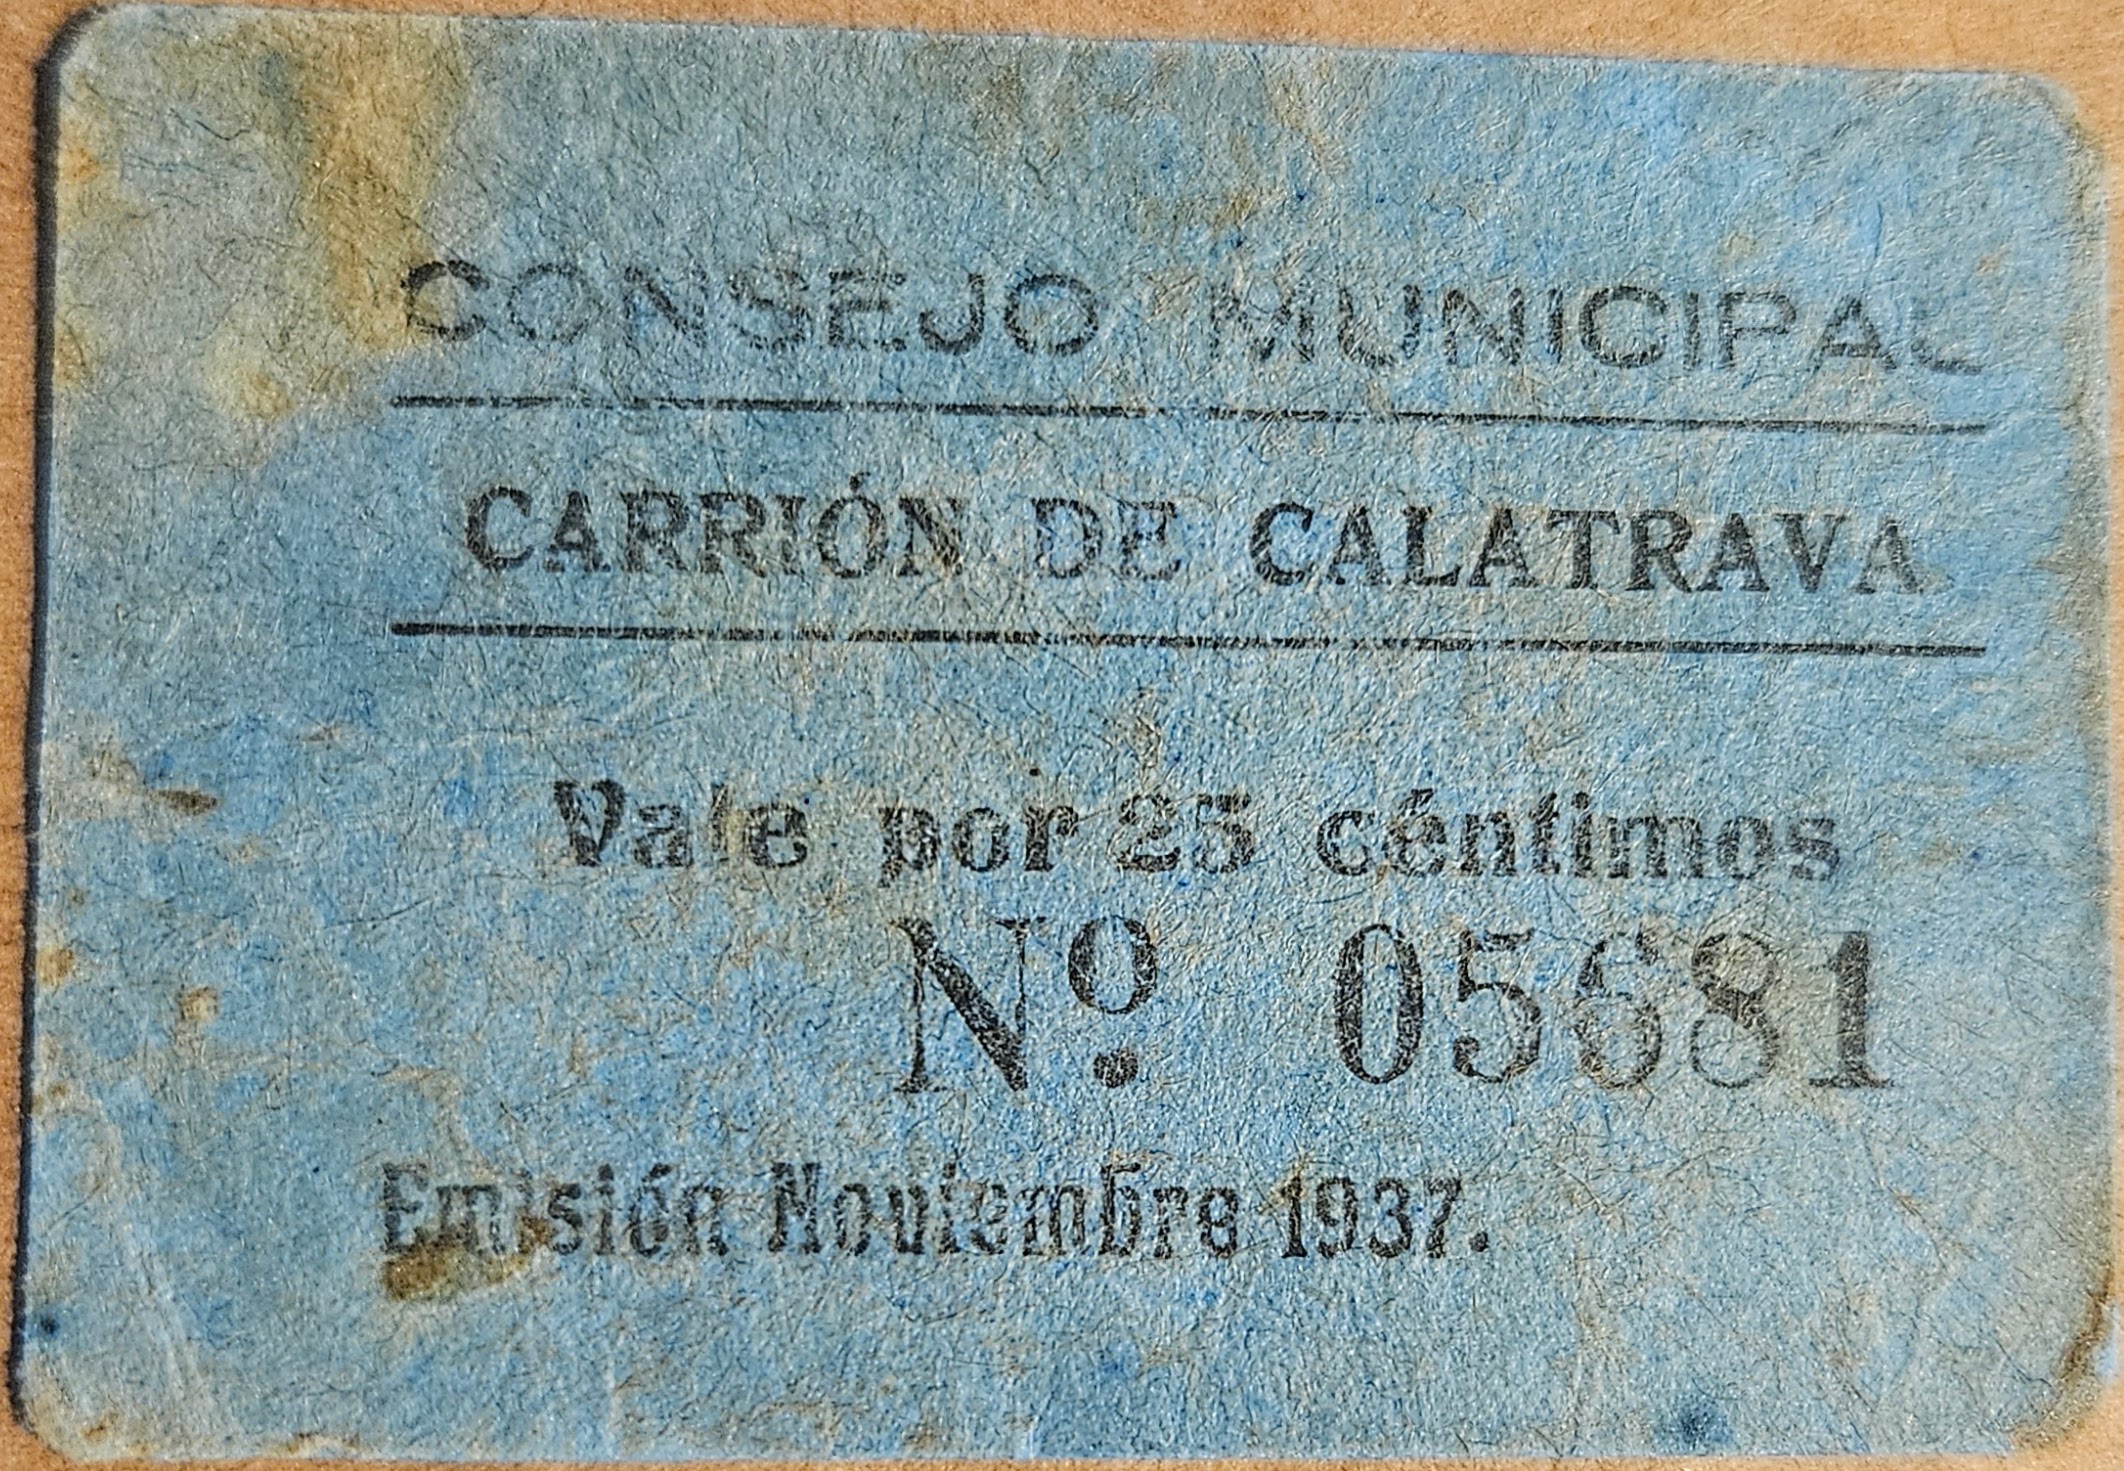 CONSEJO MUNICIPAL
CARRIÓN DE CALATRAVA
Vale por 25 céntimos
Nº. 05681
Emisión Noviembre 1937.